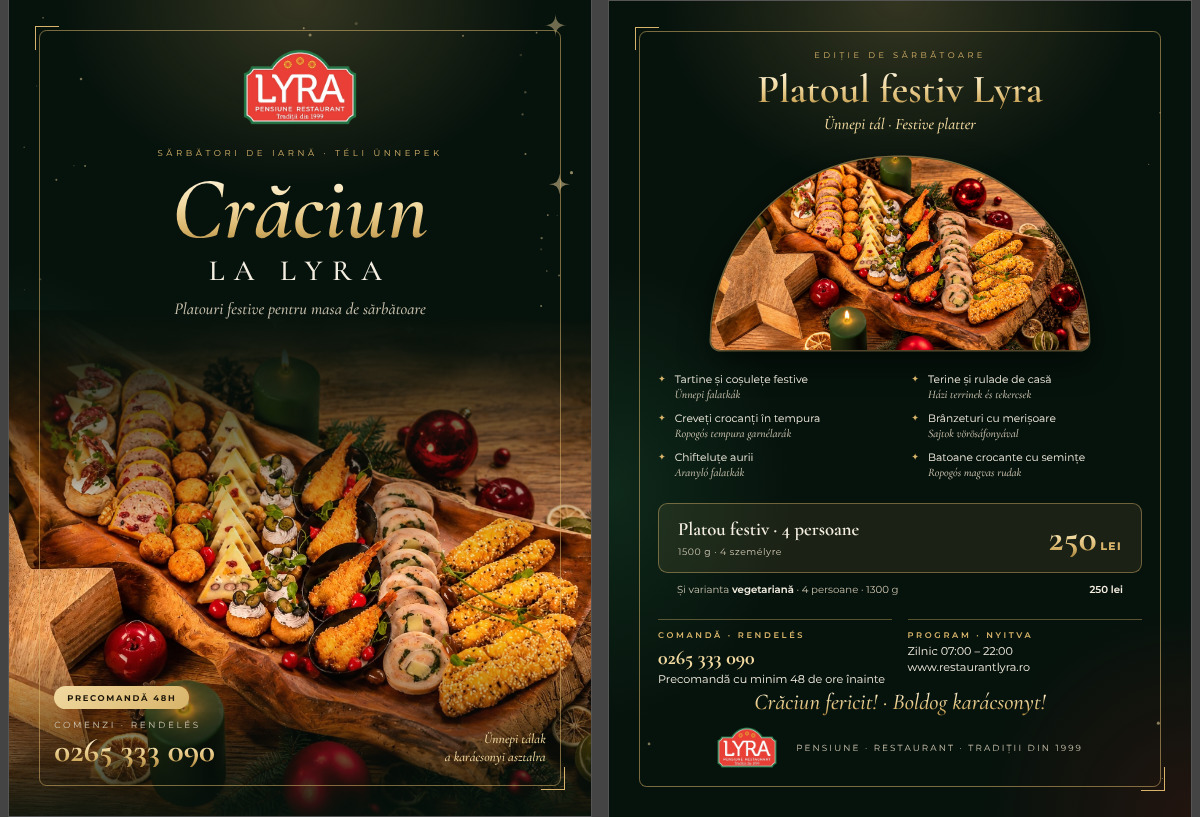 LYRA
PENSIUNE RESTAURANT
Tradiții din 1999
SĂRBĂTORI DE IARNĂ · TÉLI ÜNNEPEK
Crăciun
LA LYRA
Platouri festive pentru masa de sărbătoare
PRECOMANDĂ 48H
COMENZI · RENDELÉS
0265 333 090
Ünnepi tálak
a karácsonyi asztalra
EDIȚIE DE SĂRBĂTOARE
Platoul festiv Lyra
Ünnepi tál · Festive platter
Tartine și coșulețe festive
Ünnepi falatkák
Creveți crocanți în tempura
Ropogós tempura garnélarák
Chifteluțe aurii
Aranyló falatkák
Terine și rulade de casă
Házi terrinek és tekercsek
Brânzeturi cu merișoare
Sajtok vörösáfonyával
Batoane crocante cu semințe
Ropogós magvas rudak
Platou festiv · 4 persoane
1500 g · 4 személyre
250 LEI
Și varianta vegetariană · 4 persoane · 1300 g
250 lei
COMANDĂ · RENDELÉS
0265 333 090
Precomandă cu minim 48 de ore înainte
PROGRAM · NYITVA
Zilnic 07:00 – 22:00
www.restaurantlyra.ro
Crăciun fericit! · Boldog karácsonyt!
LYRA
PENSIUNE RESTAURANT
Tradiții din 1999
PENSIUNE · RESTAURANT · TRADIȚII DIN 1999